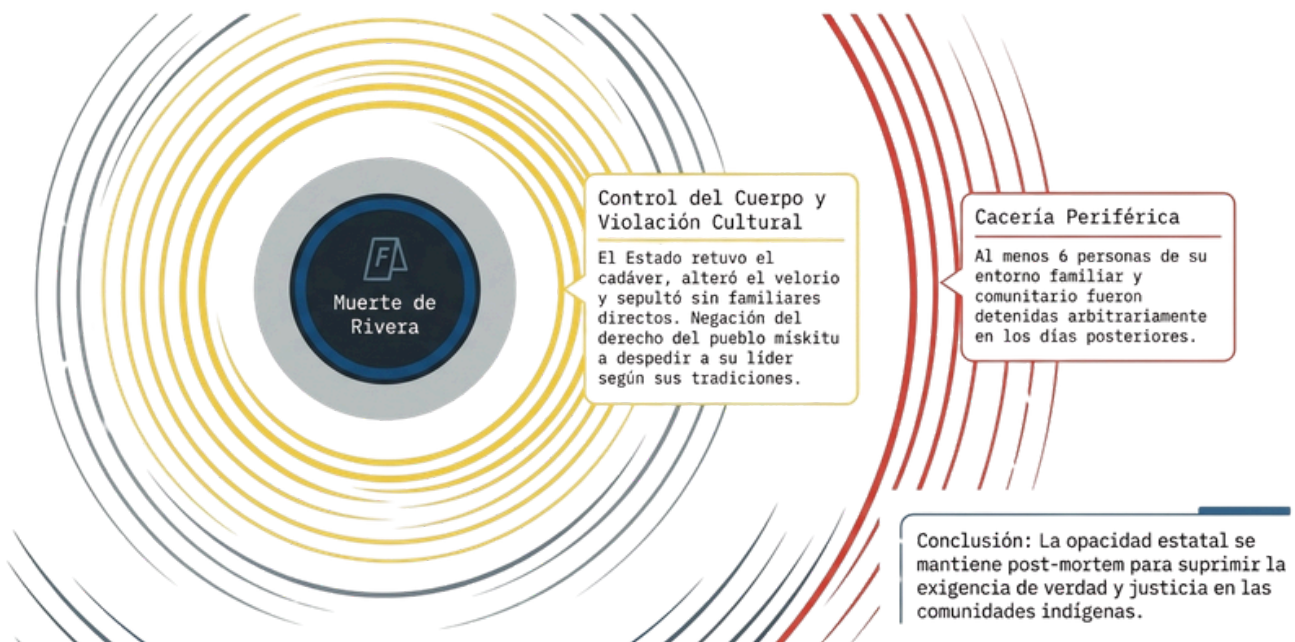 Muerte de
Rivera
Control del Cuerpo y
Violación Cultural
El Estado retuvo el
cadáver, alteró el velorio
y sepultó sin familiares
directos. Negación del
derecho del pueblo miskitu
a despedir a su líder
según sus tradiciones.
Cacería Periférica
Al menos 6 personas de su
entorno familiar y
comunitario fueron
detenidas arbitrariamente
en los días posteriores.
Conclusión: La opacidad estatal se
mantiene post-mortem para suprimir la
exigencia de verdad y justicia en las
comunidades indígenas.